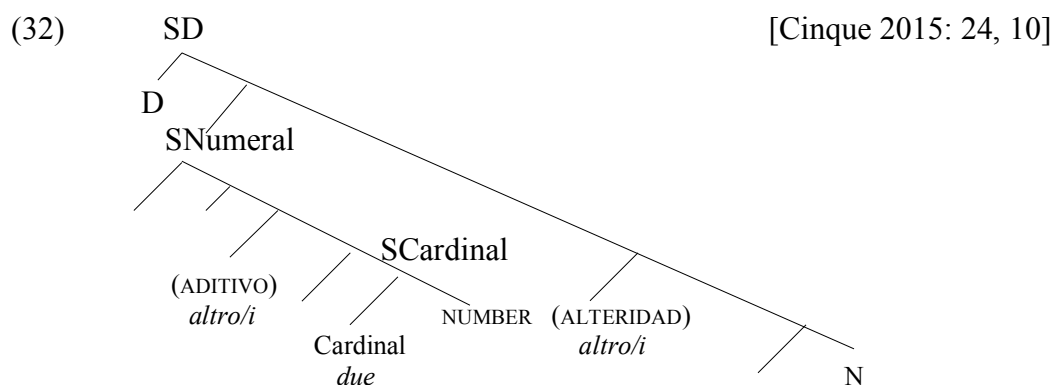 (32) SD [Cinque 2015: 24, 10]
D
SNumeral
SCardinal
(ADITIVO) NUMBER (ALTERIDAD)
altro/i altro/i
Cardinal
due N